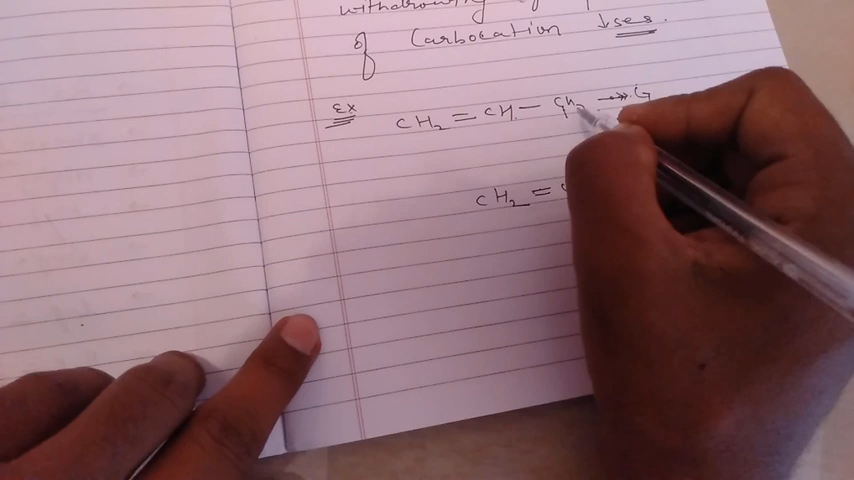 of Carbocation ↓ses.
Ex
CH₂ = CH - CH₂
CH₂ =